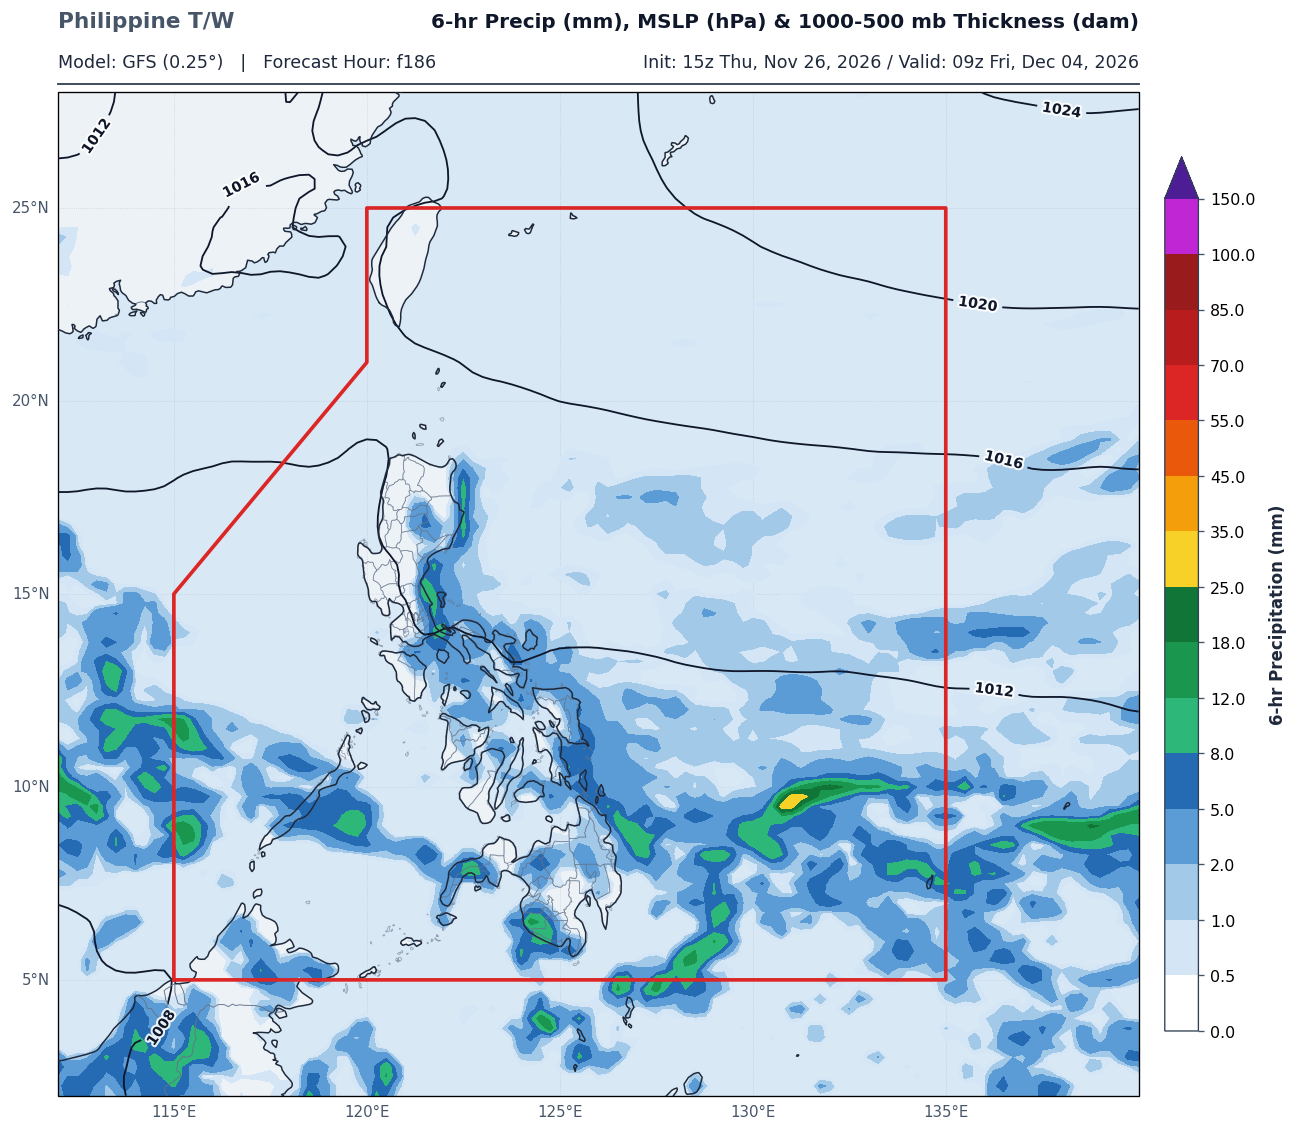 Philippine T/W
6-hr Precip (mm), MSLP (hPa) & 1000-500 mb Thickness (dam)
Model: GFS (0.25°) | Forecast Hour: f186
Init: 15z Thu, Nov 26, 2026 / Valid: 09z Fri, Dec 04, 2026
1012
1016
1024
1020
1016
1012
1008
25°N
20°N
15°N
10°N
5°N
115°E
120°E
125°E
130°E
135°E
150.0
100.0
85.0
70.0
55.0
45.0
35.0
25.0
18.0
12.0
8.0
5.0
2.0
1.0
0.5
0.0
6-hr Precipitation (mm)